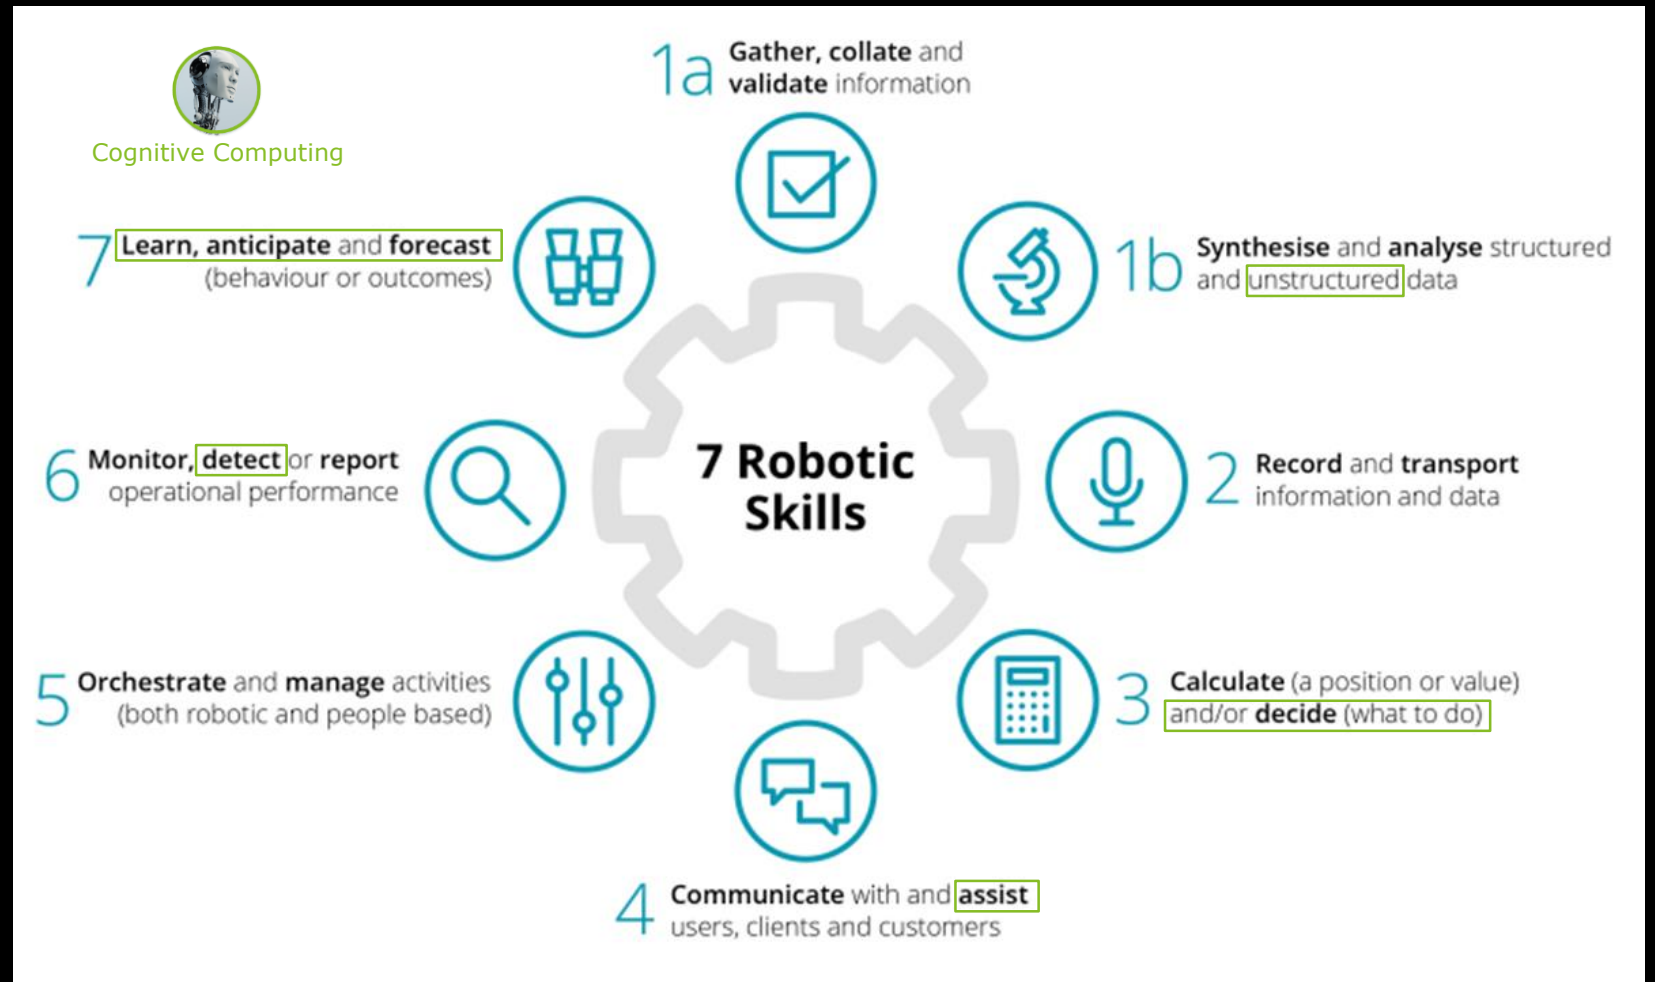 Cognitive Computing
1a
Gather, collate and
validate information
1b
Synthesise and analyse structured
and unstructured data
2
Record and transport
information and data
3
Calculate (a position or value)
and/or decide (what to do)
4
Communicate with and assist
users, clients and customers
5
Orchestrate and manage activities
(both robotic and people based)
6
Monitor, detect or report
operational performance
7
Learn, anticipate and forecast
(behaviour or outcomes)
7 Robotic
Skills